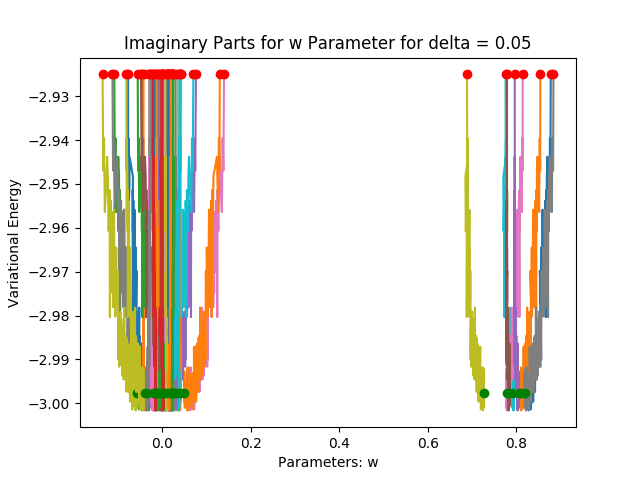 Imaginary Parts for w Parameter for delta = 0.05
Variational Energy
−2.93
−2.94
−2.95
−2.96
−2.97
−2.98
−2.99
−3.00
0.0 0.2 0.4 0.6 0.8
Parameters: w